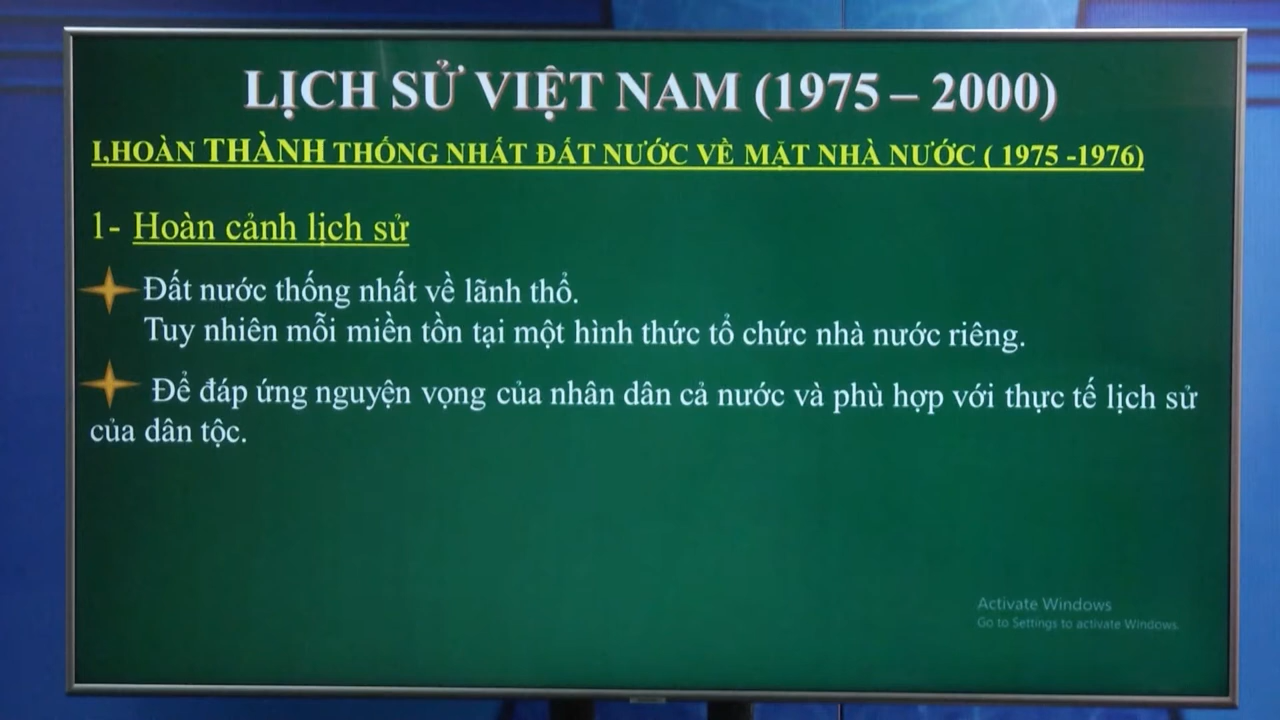 LỊCH SỬ VIỆT NAM (1975 – 2000)
I,HOÀN THÀNH THỐNG NHẤT ĐẤT NƯỚC VỀ MẶT NHÀ NƯỚC ( 1975 -1976)
1- Hoàn cảnh lịch sử
Đất nước thống nhất về lãnh thổ.
Tuy nhiên mỗi miền tồn tại một hình thức tổ chức nhà nước riêng.
Để đáp ứng nguyện vọng của nhân dân cả nước và phù hợp với thực tế lịch sử
của dân tộc.
Activate Windows
Go to Settings to activate Windows.